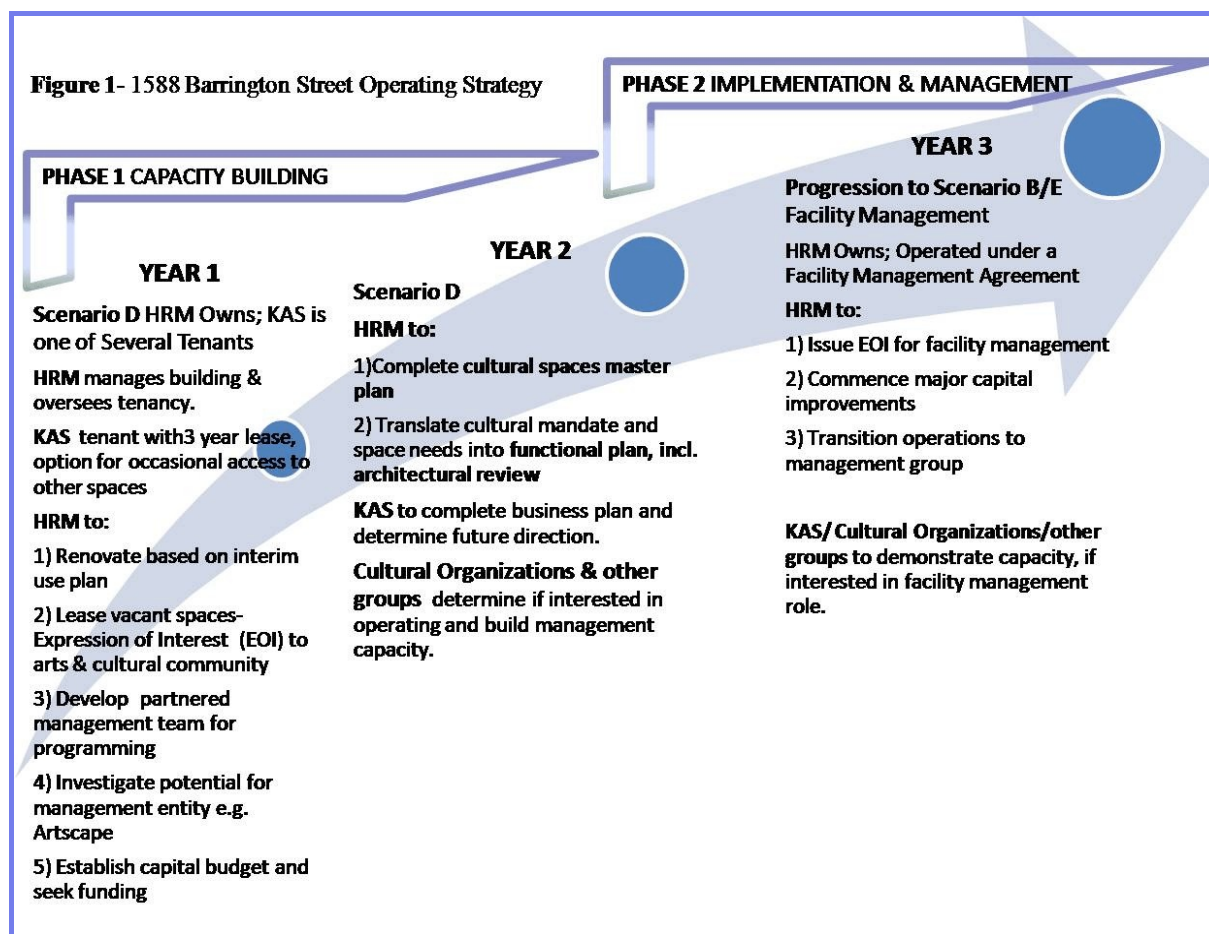 Figure 1- 1588 Barrington Street Operating Strategy
PHASE 1 CAPACITY BUILDING
YEAR 1
Scenario D HRM Owns; KAS is
one of Several Tenants
HRM manages building &
oversees tenancy.
KAS tenant with3 year lease,
option for occasional access to
other spaces
HRM to:
1) Renovate based on interim
use plan
2) Lease vacant spaces-
Expression of Interest (EOI) to
arts & cultural community
3) Develop partnered
management team for
programming
4) Investigate potential for
management entity e.g.
Artscape
5) Establish capital budget and
seek funding
YEAR 2
Scenario D
HRM to:
1)Complete cultural spaces master
plan
2) Translate cultural mandate and
space needs into functional plan, incl.
architectural review
KAS to complete business plan and
determine future direction.
Cultural Organizations & other
groups determine if interested in
operating and build management
capacity.
PHASE 2 IMPLEMENTATION & MANAGEMENT
YEAR 3
Progression to Scenario B/E
Facility Management
HRM Owns; Operated under a
Facility Management Agreement
HRM to:
1) Issue EOI for facility management
2) Commence major capital
improvements
3) Transition operations to
management group
KAS/ Cultural Organizations/other
groups to demonstrate capacity, if
interested in facility management
role.